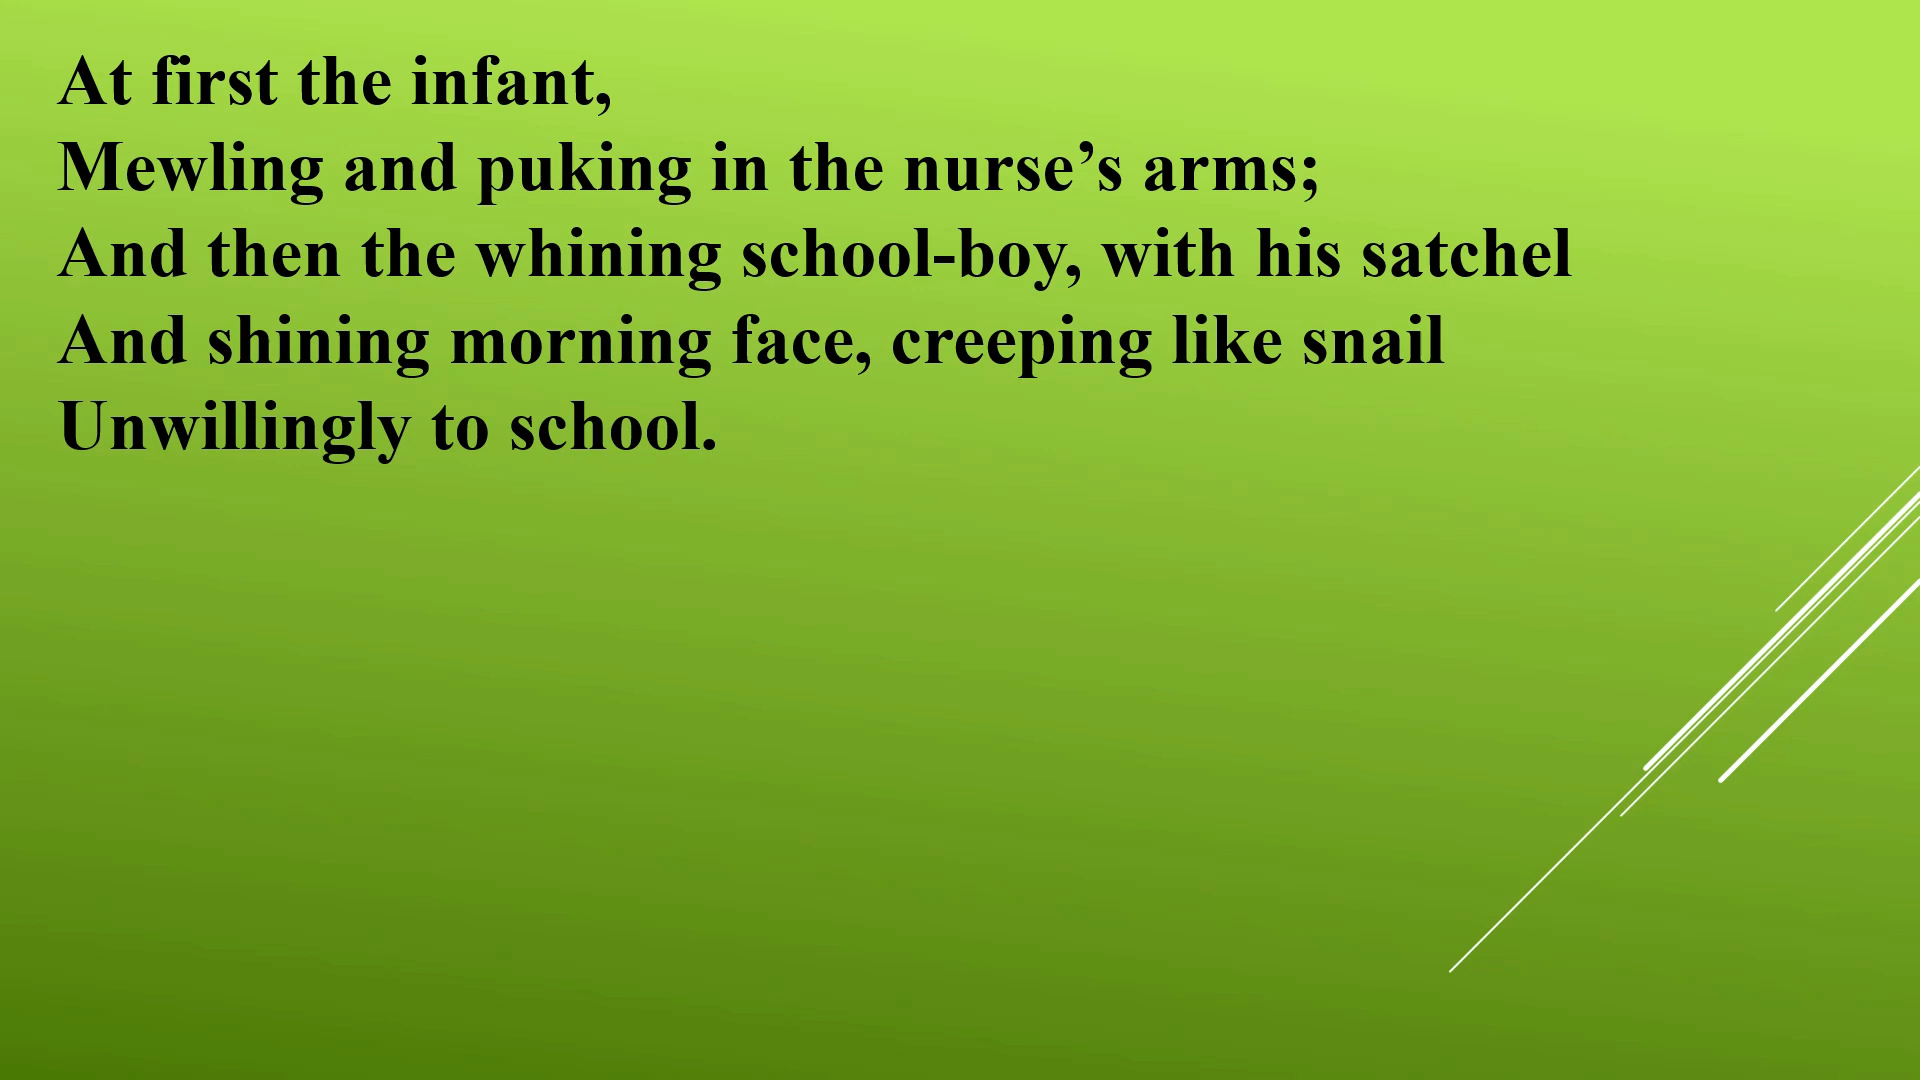 At first the infant,
Mewling and puking in the nurse’s arms;
And then the whining school-boy, with his satchel
And shining morning face, creeping like snail
Unwillingly to school.